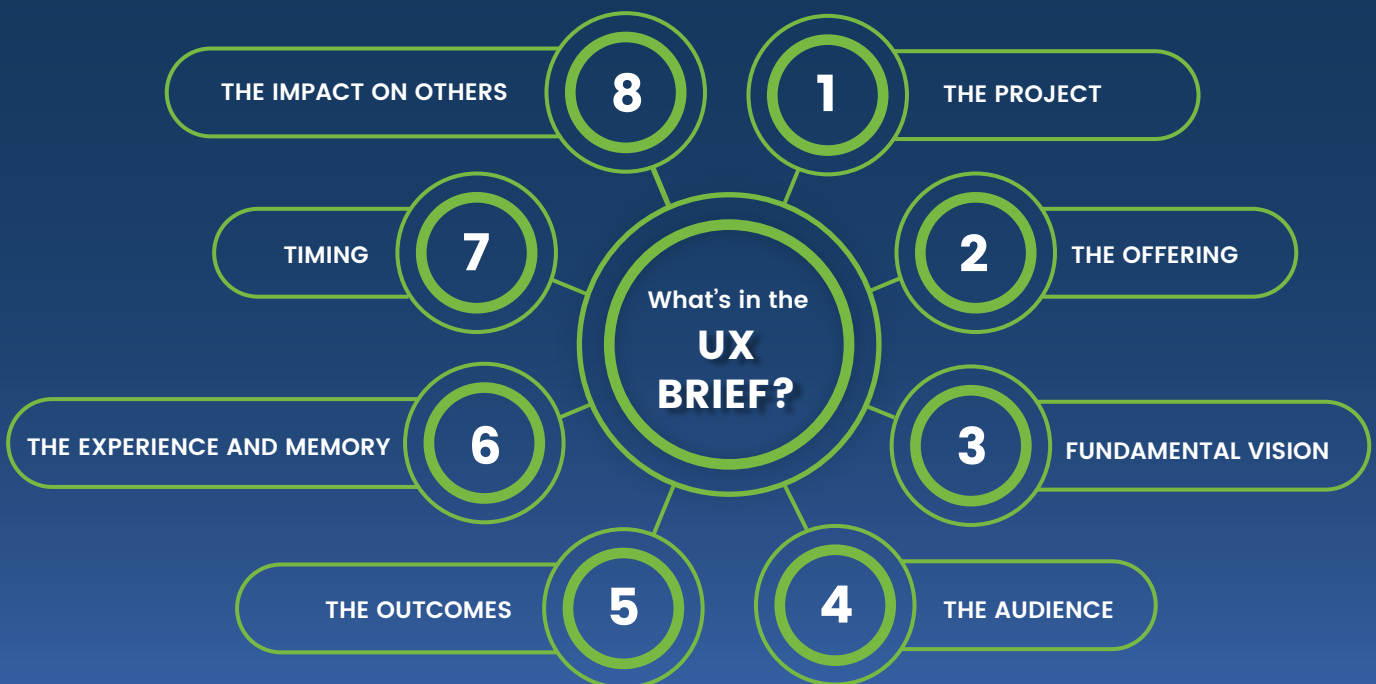 What's in the
UX
BRIEF?
1
THE PROJECT
2
THE OFFERING
3
FUNDAMENTAL VISION
4
THE AUDIENCE
5
THE OUTCOMES
6
THE EXPERIENCE AND MEMORY
7
TIMING
8
THE IMPACT ON OTHERS